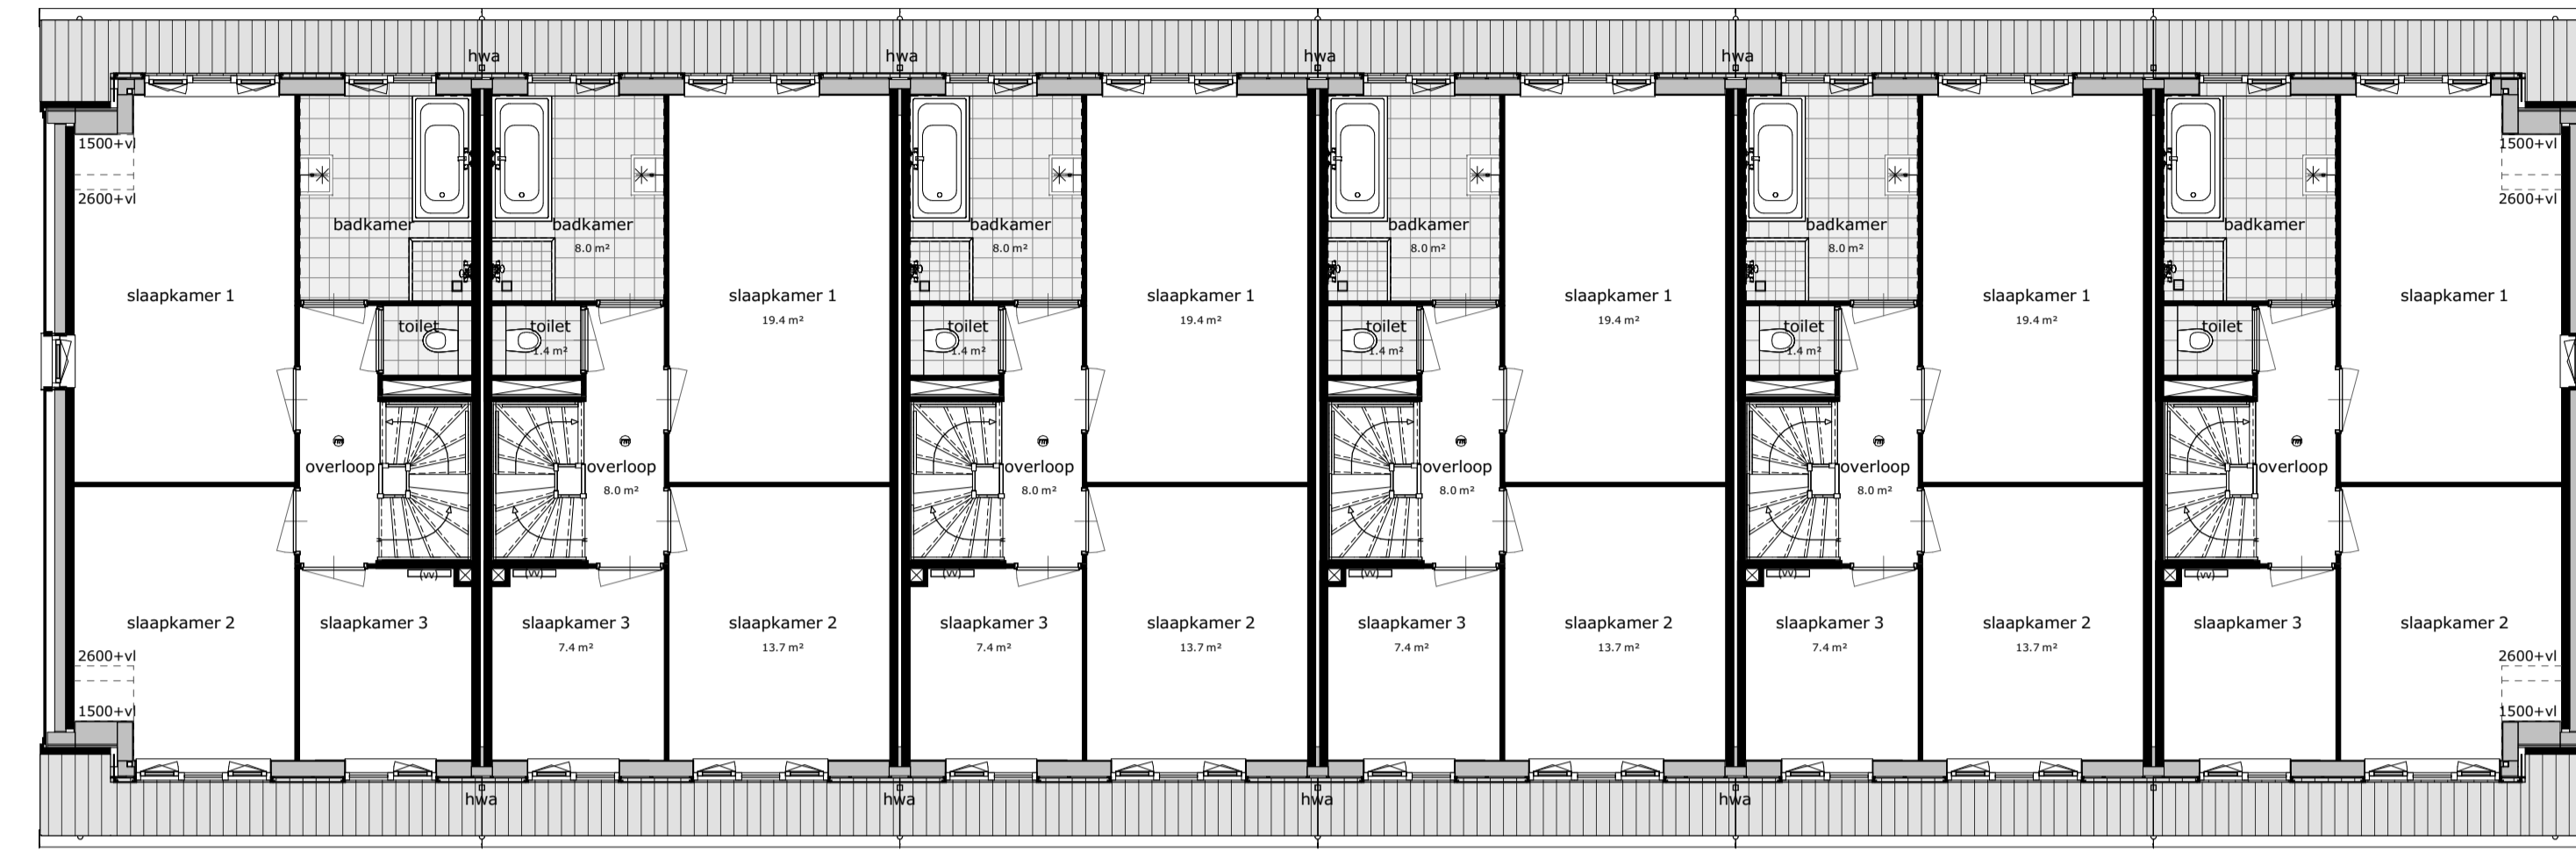 hwa
hwa
hwa
hwa
1500+vl
1500+vl
2600+vl
2600+vl
badkamer
badkamer
8.0 m²
badkamer
8.0 m²
badkamer
8.0 m²
badkamer
8.0 m²
badkamer
slaapkamer 1
slaapkamer 1
19.4 m²
slaapkamer 1
19.4 m²
slaapkamer 1
19.4 m²
slaapkamer 1
19.4 m²
slaapkamer 1
toilet
toilet
1.4 m²
toilet
1.4 m²
toilet
1.4 m²
toilet
1.4 m²
toilet
overloop
overloop
8.0 m²
overloop
8.0 m²
overloop
8.0 m²
overloop
8.0 m²
overloop
(vv)
(vv)
(vv)
(vv)
(vv)
(vv)
slaapkamer 2
slaapkamer 3
slaapkamer 3
7.4 m²
slaapkamer 2
13.7 m²
slaapkamer 3
7.4 m²
slaapkamer 2
13.7 m²
slaapkamer 3
7.4 m²
slaapkamer 2
13.7 m²
slaapkamer 3
7.4 m²
slaapkamer 2
13.7 m²
slaapkamer 3
slaapkamer 2
2600+vl
2600+vl
1500+vl
1500+vl
hwa
hwa
hwa
hwa